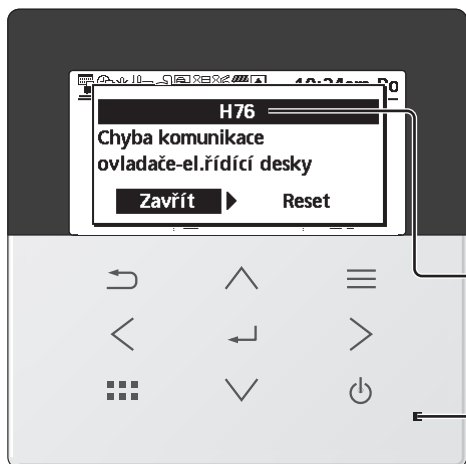 H76
Chyba komunikace
ovladače-el.řídící desky
Zavřít
Reset